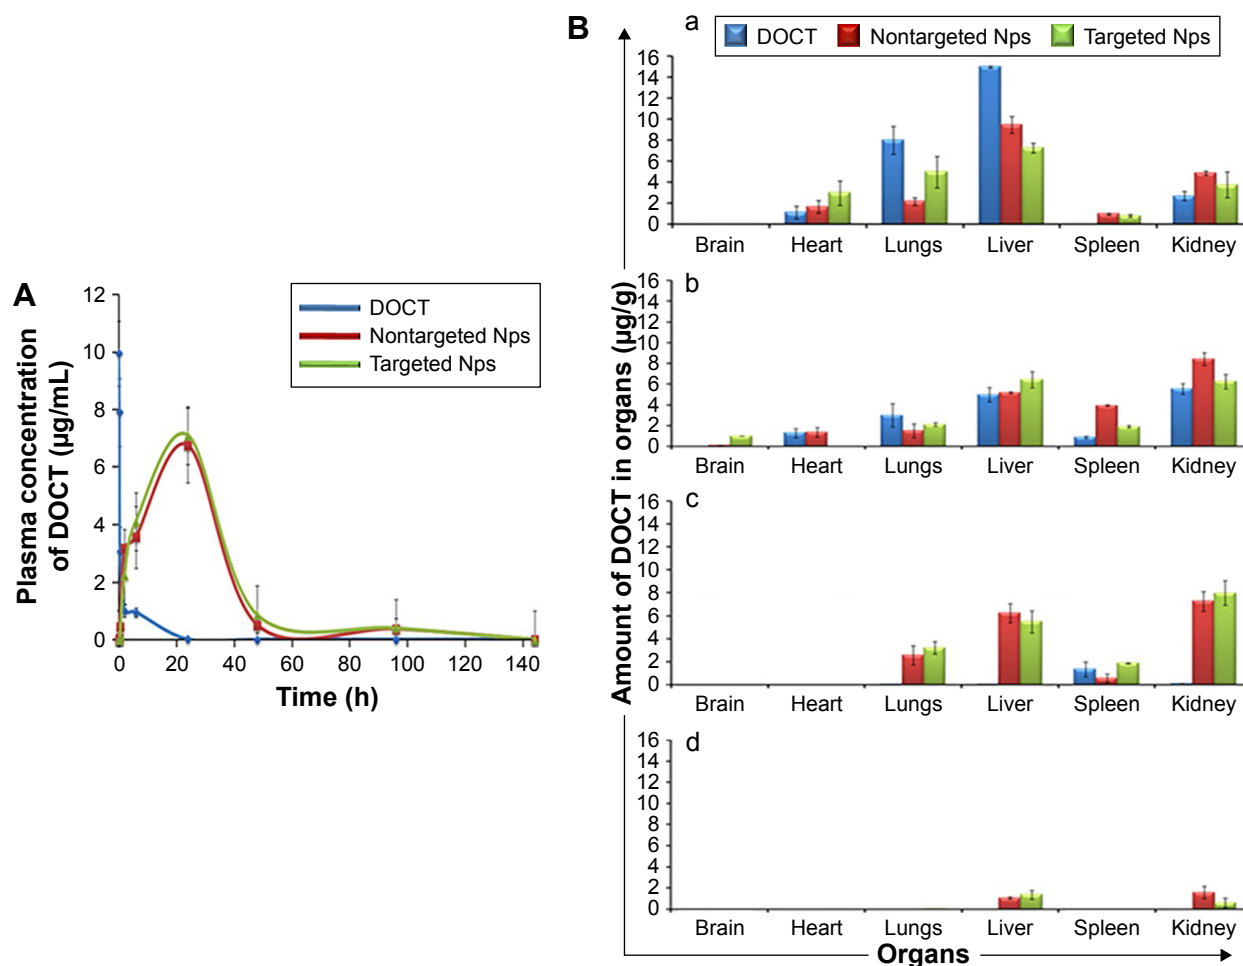 A
Plasma concentration
of DOCT (µg/mL)
12
10
8
6
4
2
0
DOCT
Nontargeted Nps
Targeted Nps
0 20 40 60 80 100 120 140
Time (h)
B
Amount of DOCT in organs (µg/g)
a
DOCT Nontargeted Nps Targeted Nps
16
14
12
10
8
6
4
2
0
Brain Heart Lungs Liver Spleen Kidney
b
16
14
12
10
8
6
4
2
0
Brain Heart Lungs Liver Spleen Kidney
c
16
14
12
10
8
6
4
2
0
Brain Heart Lungs Liver Spleen Kidney
d
16
14
12
10
8
6
4
2
0
Brain Heart Lungs Liver Spleen Kidney
Organs